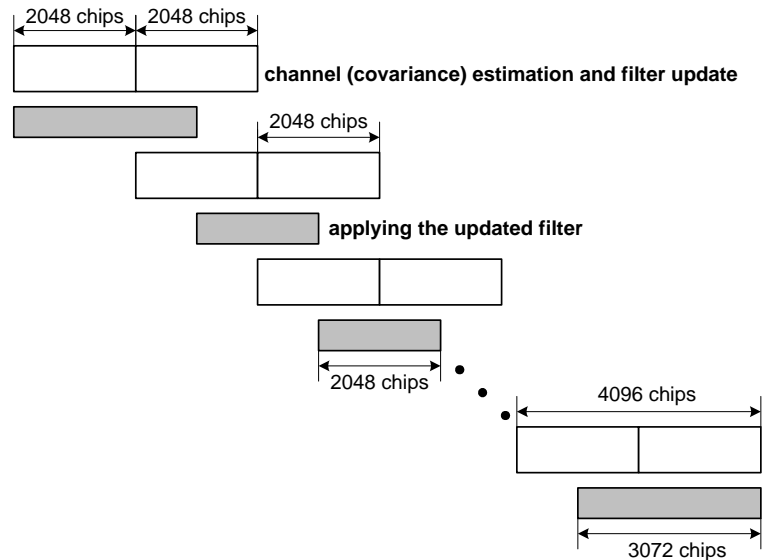 2048 chips
2048 chips
channel (covariance) estimation and filter update
2048 chips
applying the updated filter
2048 chips
4096 chips
3072 chips